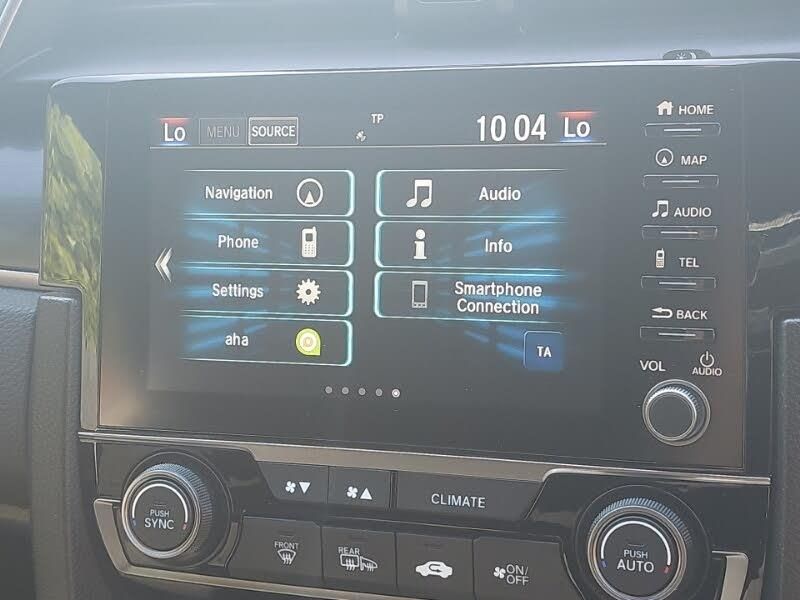 Lo MENU SOURCE TP 10 04 Lo
HOME
Navigation
Audio
MAP
Phone
Info
AUDIO
Settings
Smartphone
Connection
TEL
BACK
aha
TA
VOL
AUDIO
CLIMATE
PUSH
SYNC
FRONT
REAR
ON/
OFF
PUSH
AUTO